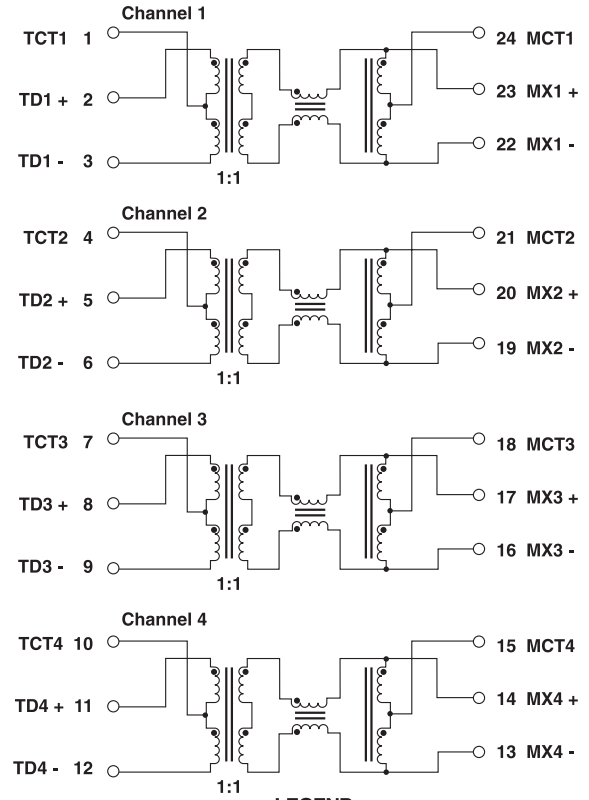 Channel 1
TCT1 1
24 MCT1
TD1 + 2
23 MX1 +
TD1 - 3
22 MX1 -
1:1
Channel 2
TCT2 4
21 MCT2
TD2 + 5
20 MX2 +
TD2 - 6
19 MX2 -
1:1
Channel 3
TCT3 7
18 MCT3
TD3 + 8
17 MX3 +
TD3 - 9
16 MX3 -
1:1
Channel 4
TCT4 10
15 MCT4
TD4 + 11
14 MX4 +
TD4 - 12
13 MX4 -
1:1
LEGEND